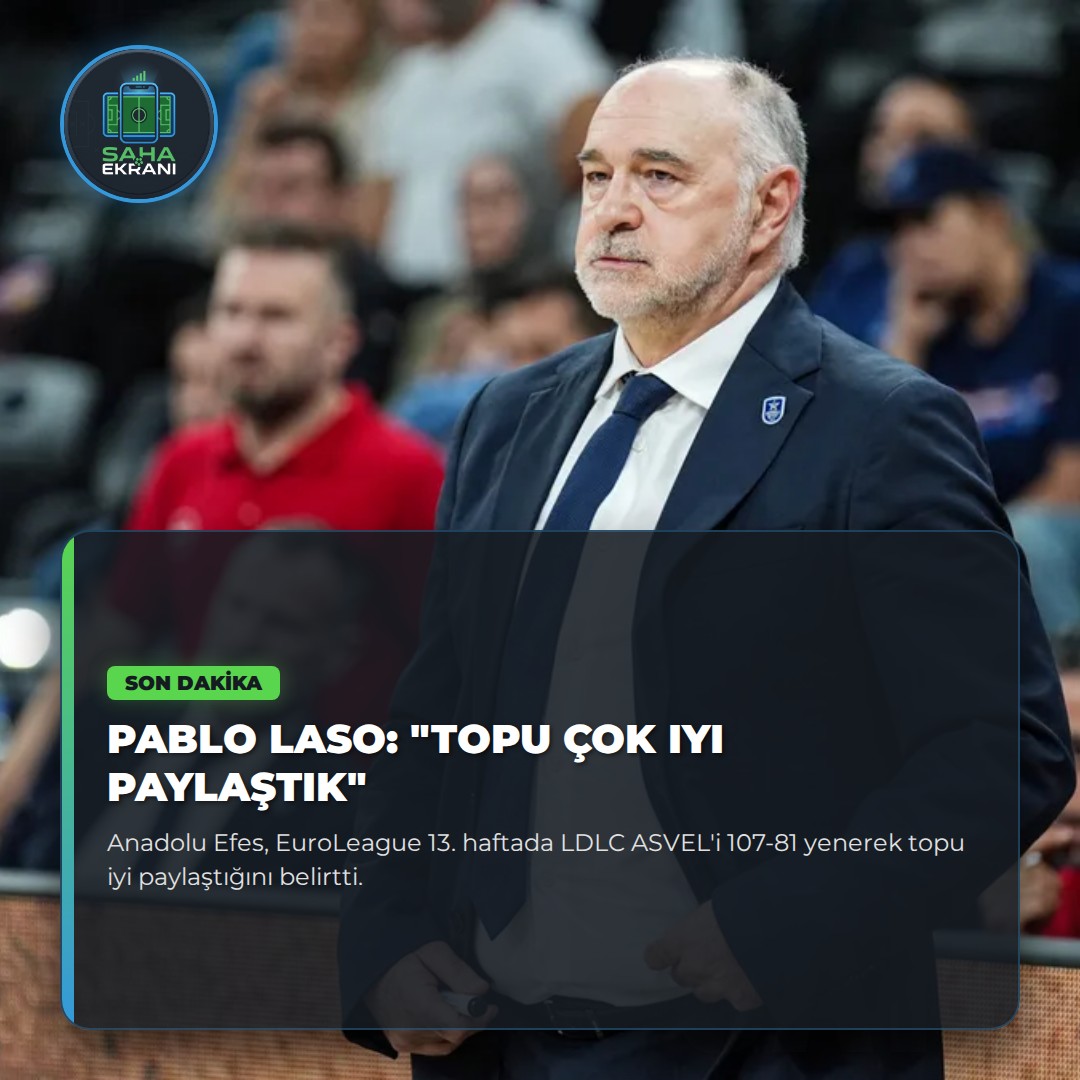 SAHA
EKRANI
SON DAKİKA
PABLO LASO: "TOPU ÇOK IYI
PAYLAŞTIK"
Anadolu Efes, EuroLeague 13. haftada LDLC ASVEL'i 107-81 yenerek topu
iyi paylaştığını belirtti.